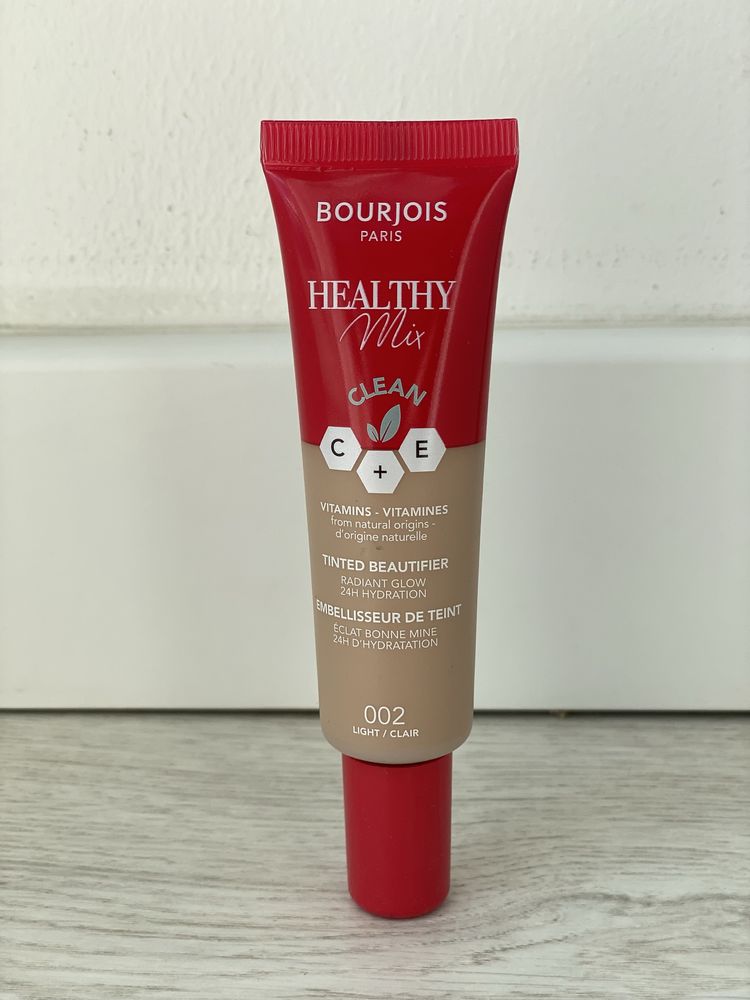 BOURJOIS
PARIS
HEALTHY
Mix
CLEAN
C + E
VITAMINS - VITAMINES
from natural origins -
d'origine naturelle
TINTED BEAUTIFIER
RADIANT GLOW
24H HYDRATION
EMBELLISSEUR DE TEINT
ÉCLAT BONNE MINE
24H D'HYDRATATION
002
LIGHT / CLAIR